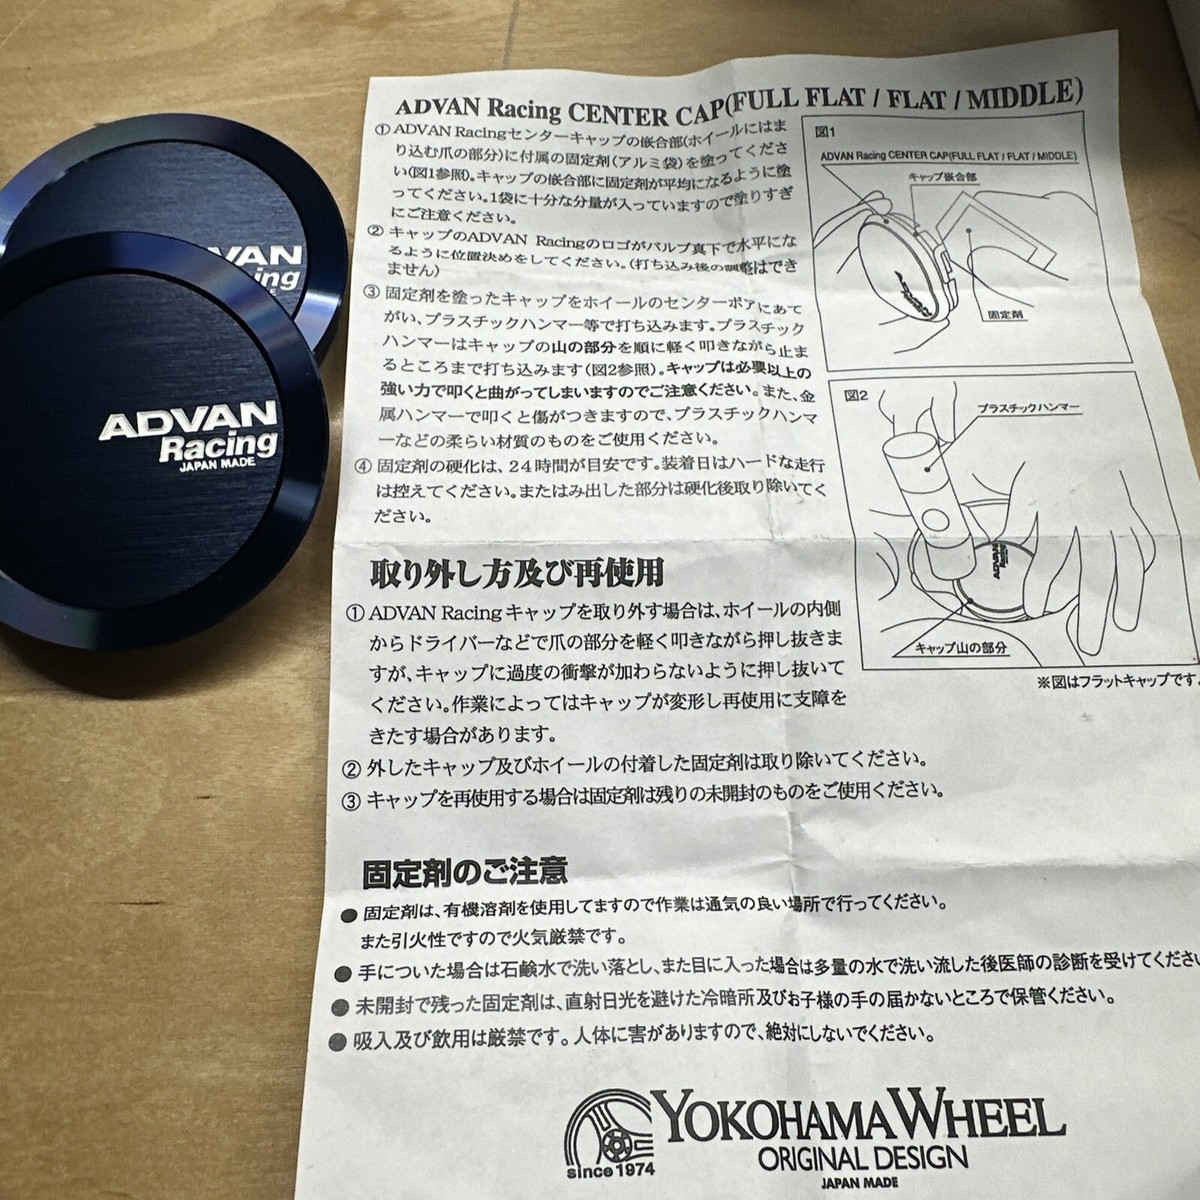 VAN
ing
E
ADVAN
Racing
JAPAN MADE
ADVAN Racing CENTER CAP(FULL FLAT / FLAT / MIDDLE)
①ADVAN Racingセンターキャップの嵌合部(ホイールにはま
り込む爪の部分)に付属の固定剤(アルミ袋)を塗ってくださ
い(図1参照)。キャップの嵌合部に固定剤が平均になるように塗
ってください。1袋に十分な分量が入っていますので塗りすぎ
にご注意ください。
②キャップのADVAN Racingのロゴがバルブ真下で水平にな
るように位置決めをしてください。(打ち込み後の調整はでき
ません)
③固定剤を塗ったキャップをホイールのセンターボアにあて
がい、プラスチックハンマー等で打ち込みます。プラスチック
ハンマーはキャップの山の部分を順に軽く叩きながら止ま
るところまで打ち込みます(図2参照)。キャップは必要以上の
強い力で叩くと曲がってしまいますのでご注意ください。また、金
属ハンマーで叩くと傷がつきますので、プラスチックハンマ
ーなどの柔らい材質のものをご使用ください。
④固定剤の硬化は、24時間が目安です。装着日はハードな走行
は控えてください。またはみ出した部分は硬化後取り除いてく
ださい。
図1
ADVAN Racing CENTER CAP(FULL FLAT / FLAT / MIDDLE)
キャップ嵌合部
固定剤
図2
プラスチックハンマー
ADVAN
Racing
キャップ山の部分
※図はフラットキャップです。
取り外し方及び再使用
①ADVAN Racingキャップを取り外す場合は、ホイールの内側
からドライバーなどで爪の部分を軽く叩きながら押し抜きま
すが、キャップに過度の衝撃が加わらないように押し抜いて
ください。作業によってはキャップが変形し再使用に支障を
きたす場合があります。
②外したキャップ及びホイールの付着した固定剤は取り除いてください。
③キャップを再使用する場合は固定剤は残りの未開封のものをご使用ください。
固定剤のご注意
●固定剤は、有機溶剤を使用してますので作業は通気の良い場所で行ってください。
また引火性ですので火気厳禁です。
●手についた場合は石鹸水で洗い落とし、また目に入った場合は多量の水で洗い流した後医師の診断を受けてくださ
●未開封で残った固定剤は、直射日光を避けた冷暗所及びお子様の手の届かないところで保管ください。
●吸入及び飲用は厳禁です。人体に害がありますので、絶対にしないでください。
since 1974
YOKOHAMA WHEEL
ORIGINAL DESIGN
JAPAN MADE